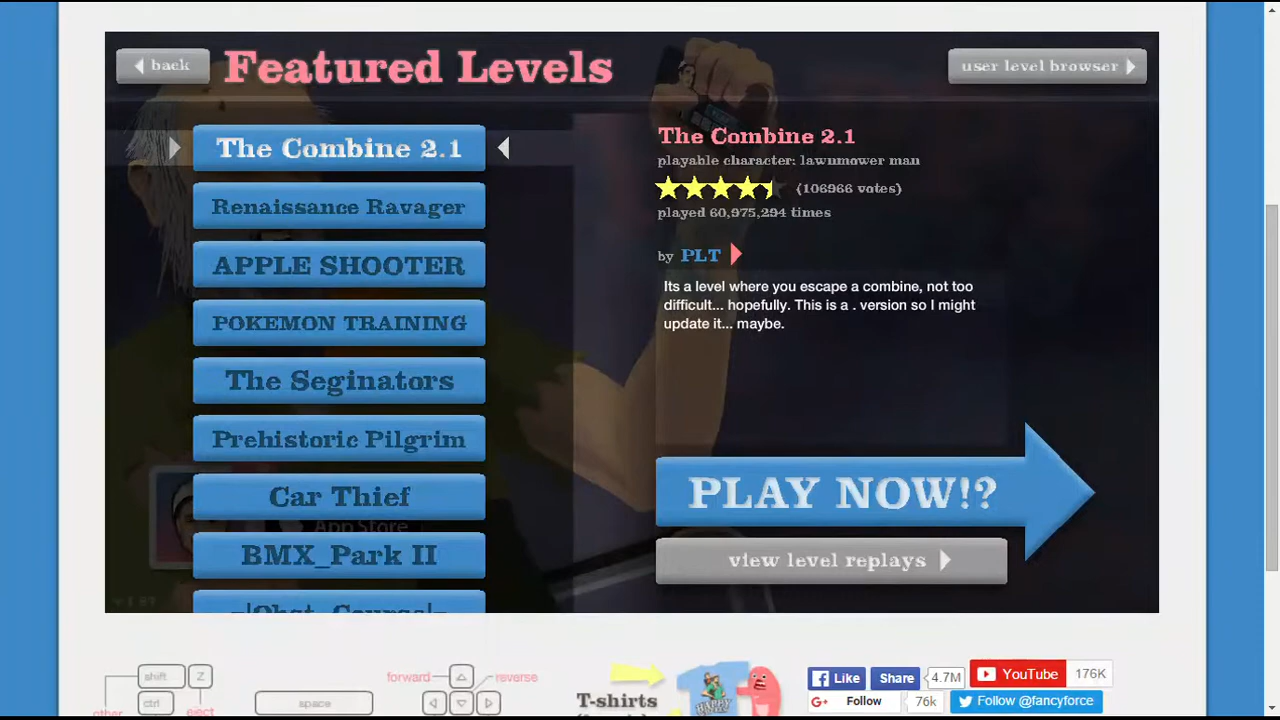 back
Featured Levels
user level browser
The Combine 2.1
Renaissance Ravager
APPLE SHOOTER
POKEMON TRAINING
The Seginators
Prehistoric Pilgrim
Car Thief
App Store
BMX_Park II
The Combine 2.1
playable character: lawnmower man
(106966 votes)
played 60,975,294 times
by PLT
Its a level where you escape a combine, not too
difficult... hopefully. This is a . version so I might
update it... maybe.
PLAY NOW!?
view level replays
shift Z
ctrl eject
space
forward reverse
T-shirts
Like Share 4.7M
YouTube 176K
Follow 76k
Follow @fancyforce